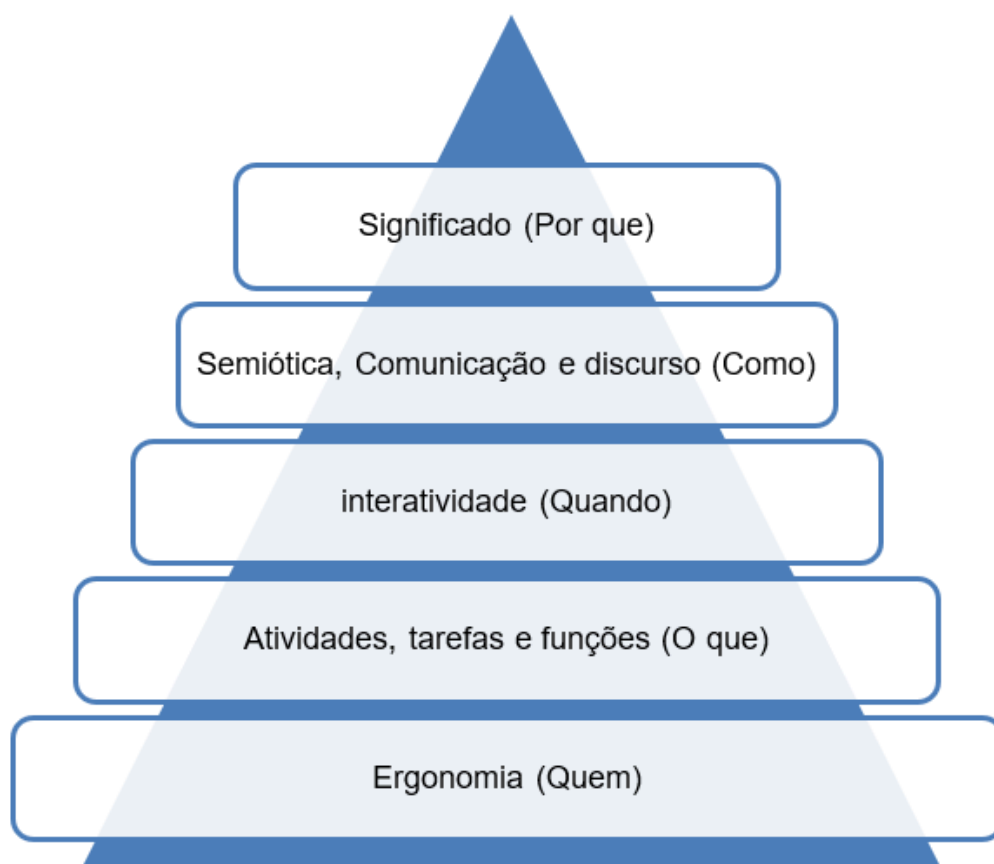 Significado (Por que)
Semiótica, Comunicação e discurso (Como)
interatividade (Quando)
Atividades, tarefas e funções (O que)
Ergonomia (Quem)